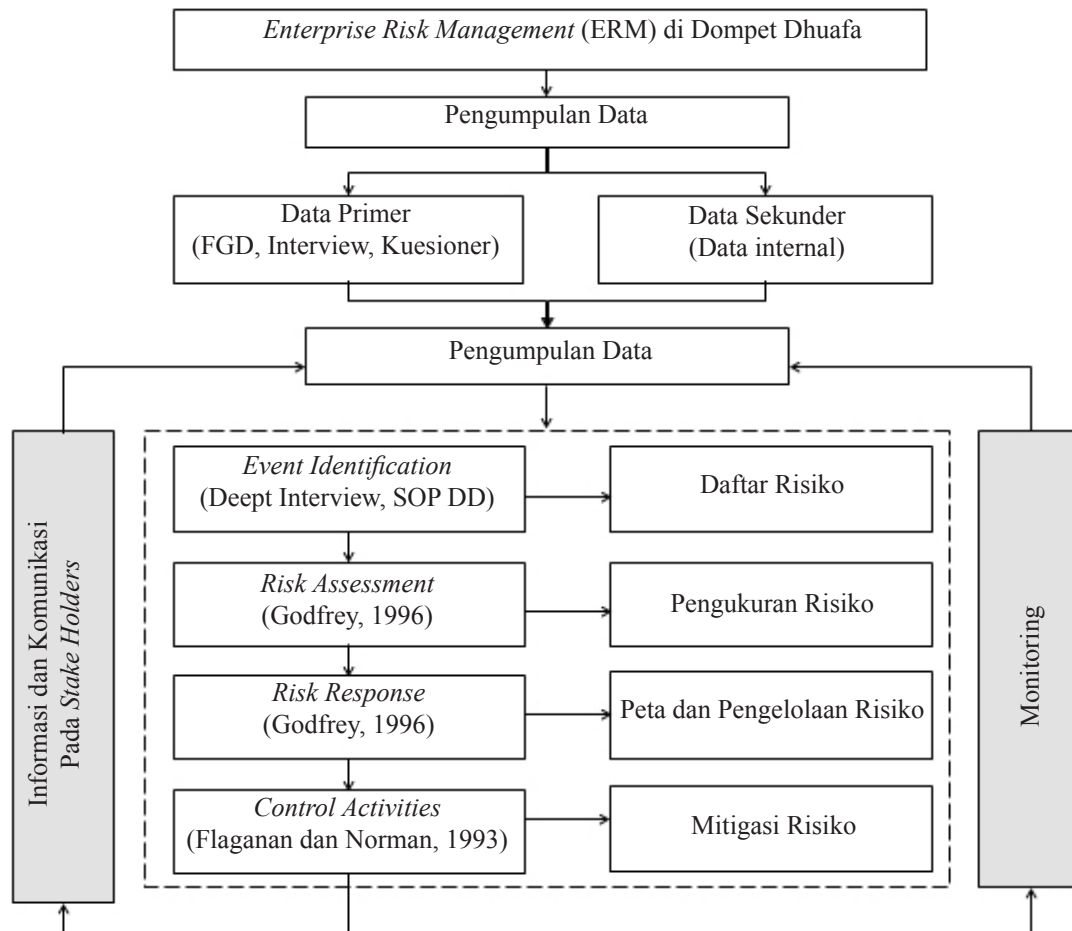 Enterprise Risk Management (ERM) di Dompet Dhuafa
Pengumpulan Data
Data Primer
(FGD, Interview, Kuesioner)
Data Sekunder
(Data internal)
Pengumpulan Data
Informasi dan Komunikasi
Pada Stake Holders
Event Identification
(Deept Interview, SOP DD)
Daftar Risiko
Risk Assessment
(Godfrey, 1996)
Pengukuran Risiko
Risk Response
(Godfrey, 1996)
Peta dan Pengelolaan Risiko
Control Activities
(Flaganan dan Norman, 1993)
Mitigasi Risiko
Monitoring